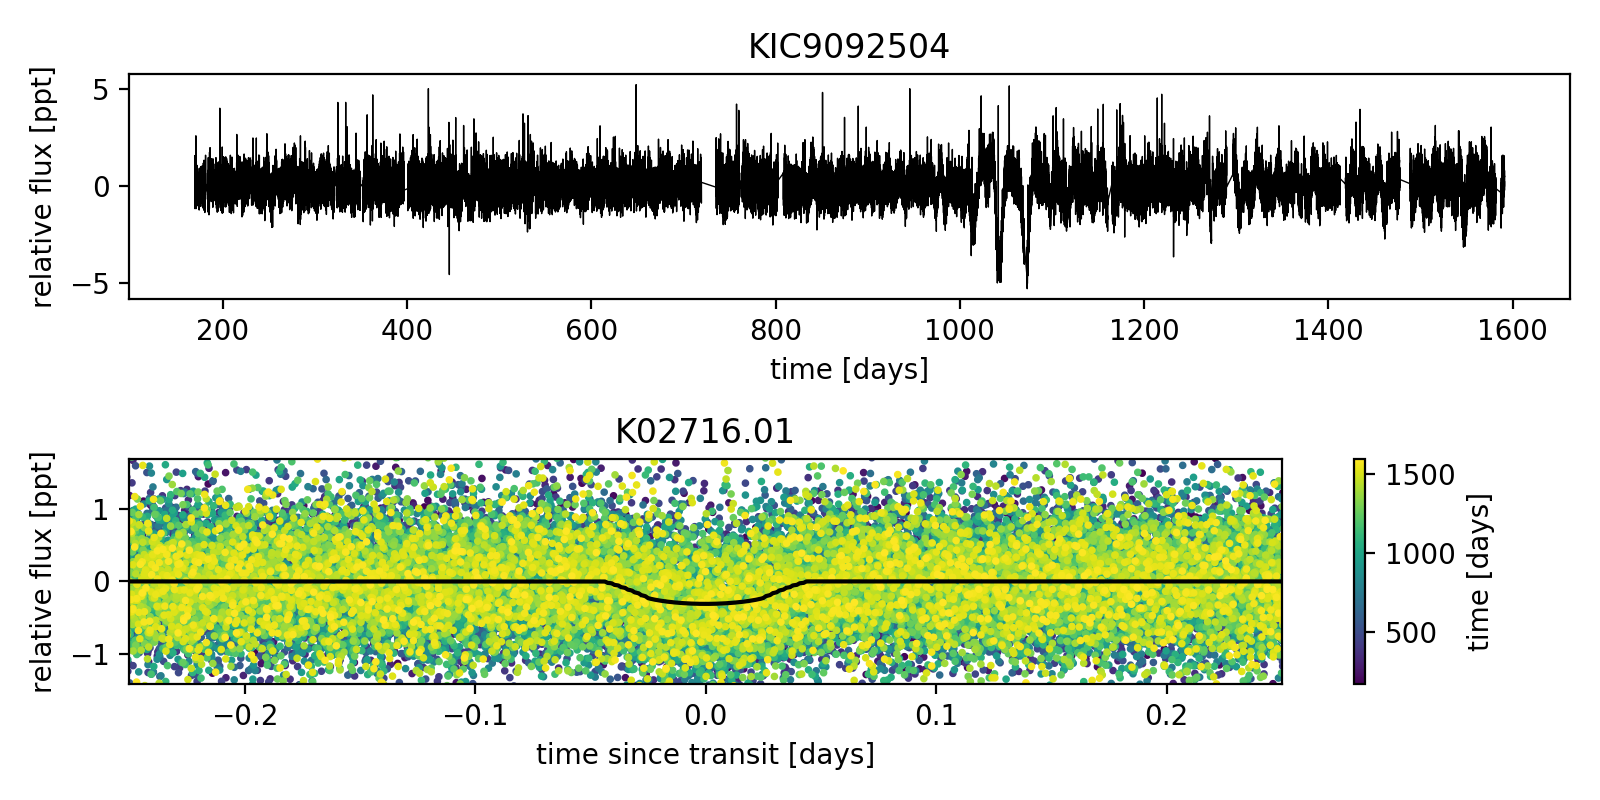 KIC9092504
relative flux [ppt]
5
0
−5
200 400 600 800 1000 1200 1400 1600
time [days]
K02716.01
relative flux [ppt]
1
0
−1
−0.2 −0.1 0.0 0.1 0.2
time since transit [days]
1500
1000
500
time [days]